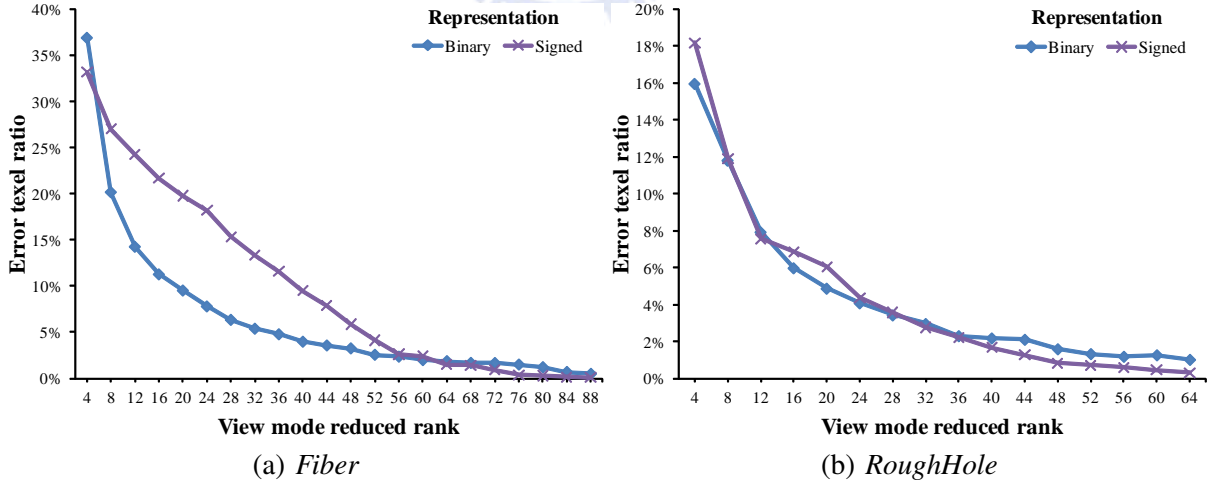 40%
35%
30%
25%
20%
15%
10%
5%
0%
Error texel ratio
Representation
Binary Signed
4 8 12 16 20 24 28 32 36 40 44 48 52 56 60 64 68 72 76 80 84 88
View mode reduced rank
(a) Fiber
20%
18%
16%
14%
12%
10%
8%
6%
4%
2%
0%
Error texel ratio
Representation
Binary Signed
4 8 12 16 20 24 28 32 36 40 44 48 52 56 60 64
View mode reduced rank
(b) RoughHole